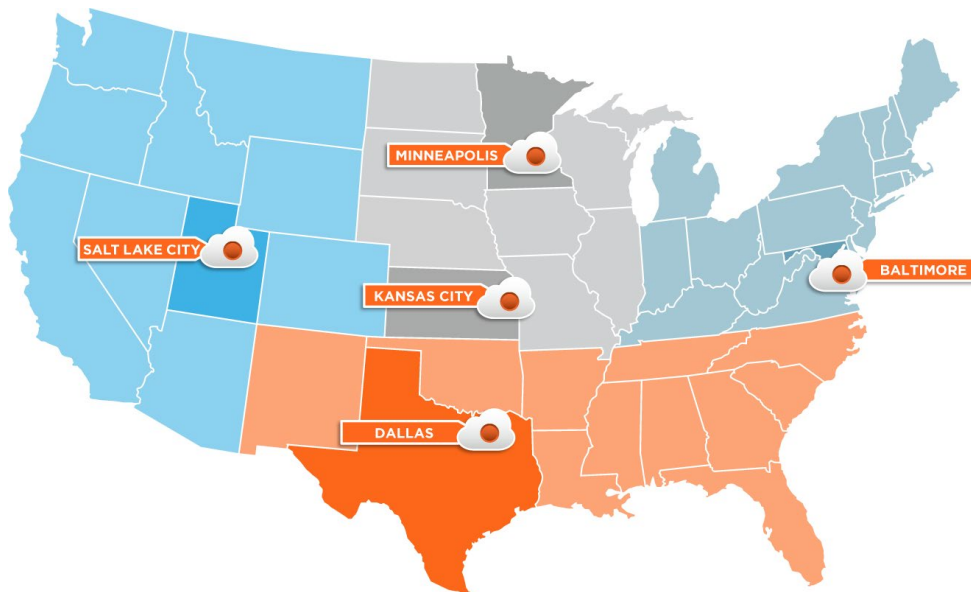 MINNEAPOLIS
SALT LAKE CITY
BALTIMORE
KANSAS CITY
DALLAS